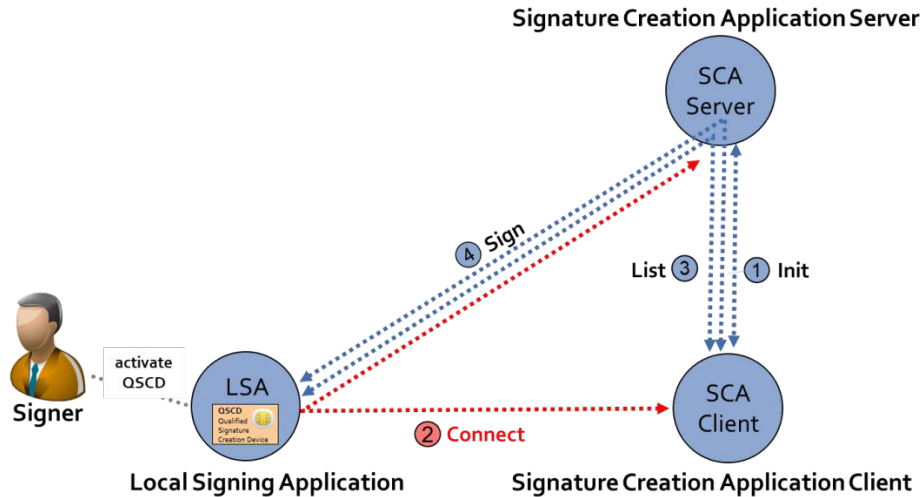 Signature Creation Application Server
SCA
Server
4 Sign
List 3
1 Init
activate
QSCD
Signer
LSA
QSCD
Qualified
Signature
Creation Device
2 Connect
SCA
Client
Local Signing Application
Signature Creation Application Client